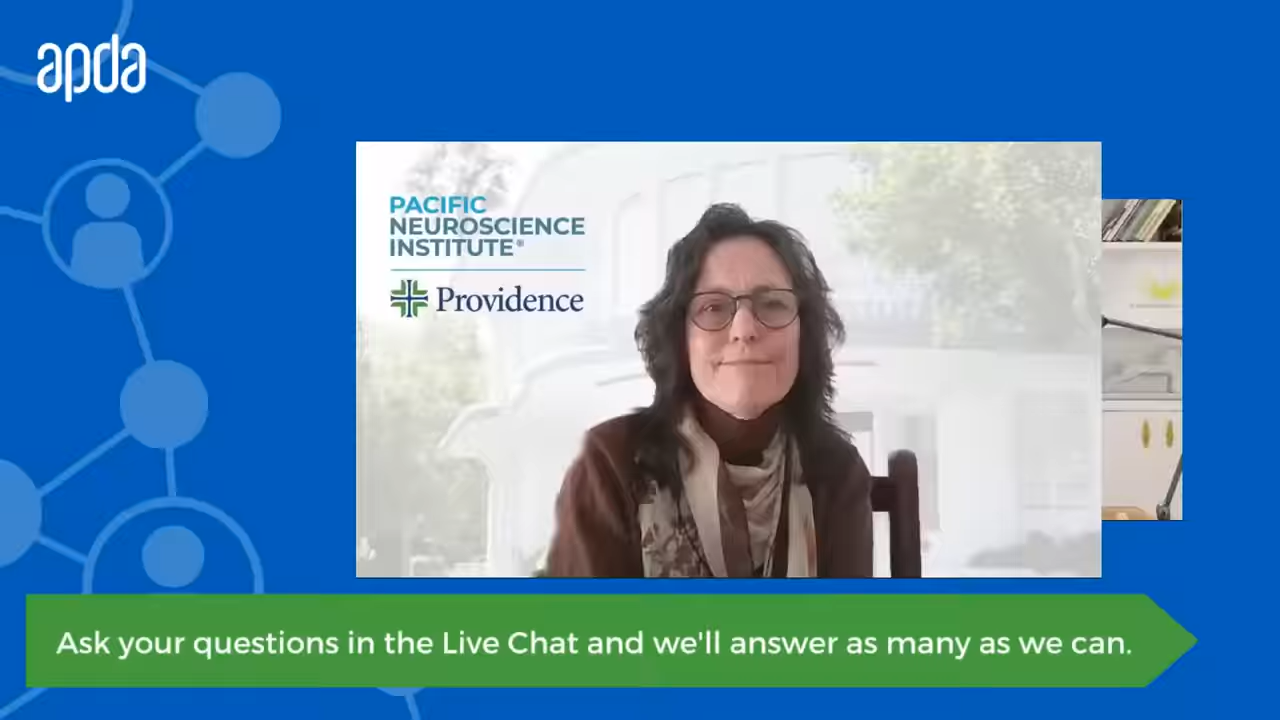 apda
PACIFIC
NEUROSCIENCE
INSTITUTE®
Providence
Ask your questions in the Live Chat and we'll answer as many as we can.